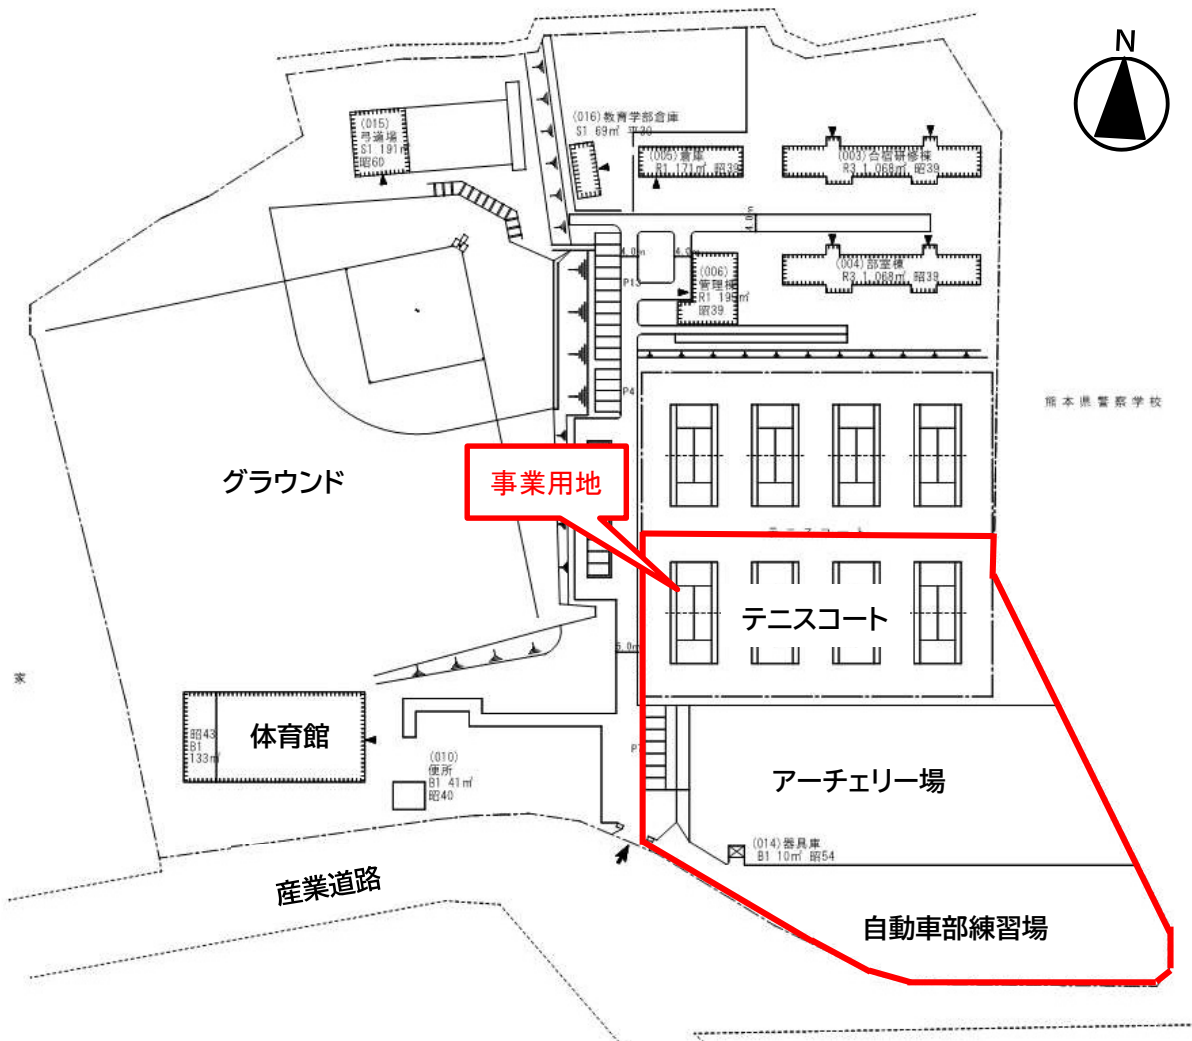 N
(015)
弓道場
S1 191㎡
昭60
(016)教育学部倉庫
S1 69㎡ 平30
(005)倉庫
R1 171㎡ 昭39
(003)合宿研修棟
R3 1,068㎡ 昭39
4.0m
4.0m
4.0m
(006)
管理棟
R1 195㎡
昭39
(004)部室棟
R3 1,068㎡ 昭39
P13
P4
熊本県警察学校
グラウンド
事業用地
テニスコート
テニスコート
5.0m
家
昭43
B1
133㎡
体育館
(010)
便所
B1 41㎡
昭40
P7
アーチェリー場
(014)器具庫
B1 10㎡ 昭54
産業道路
自動車部練習場